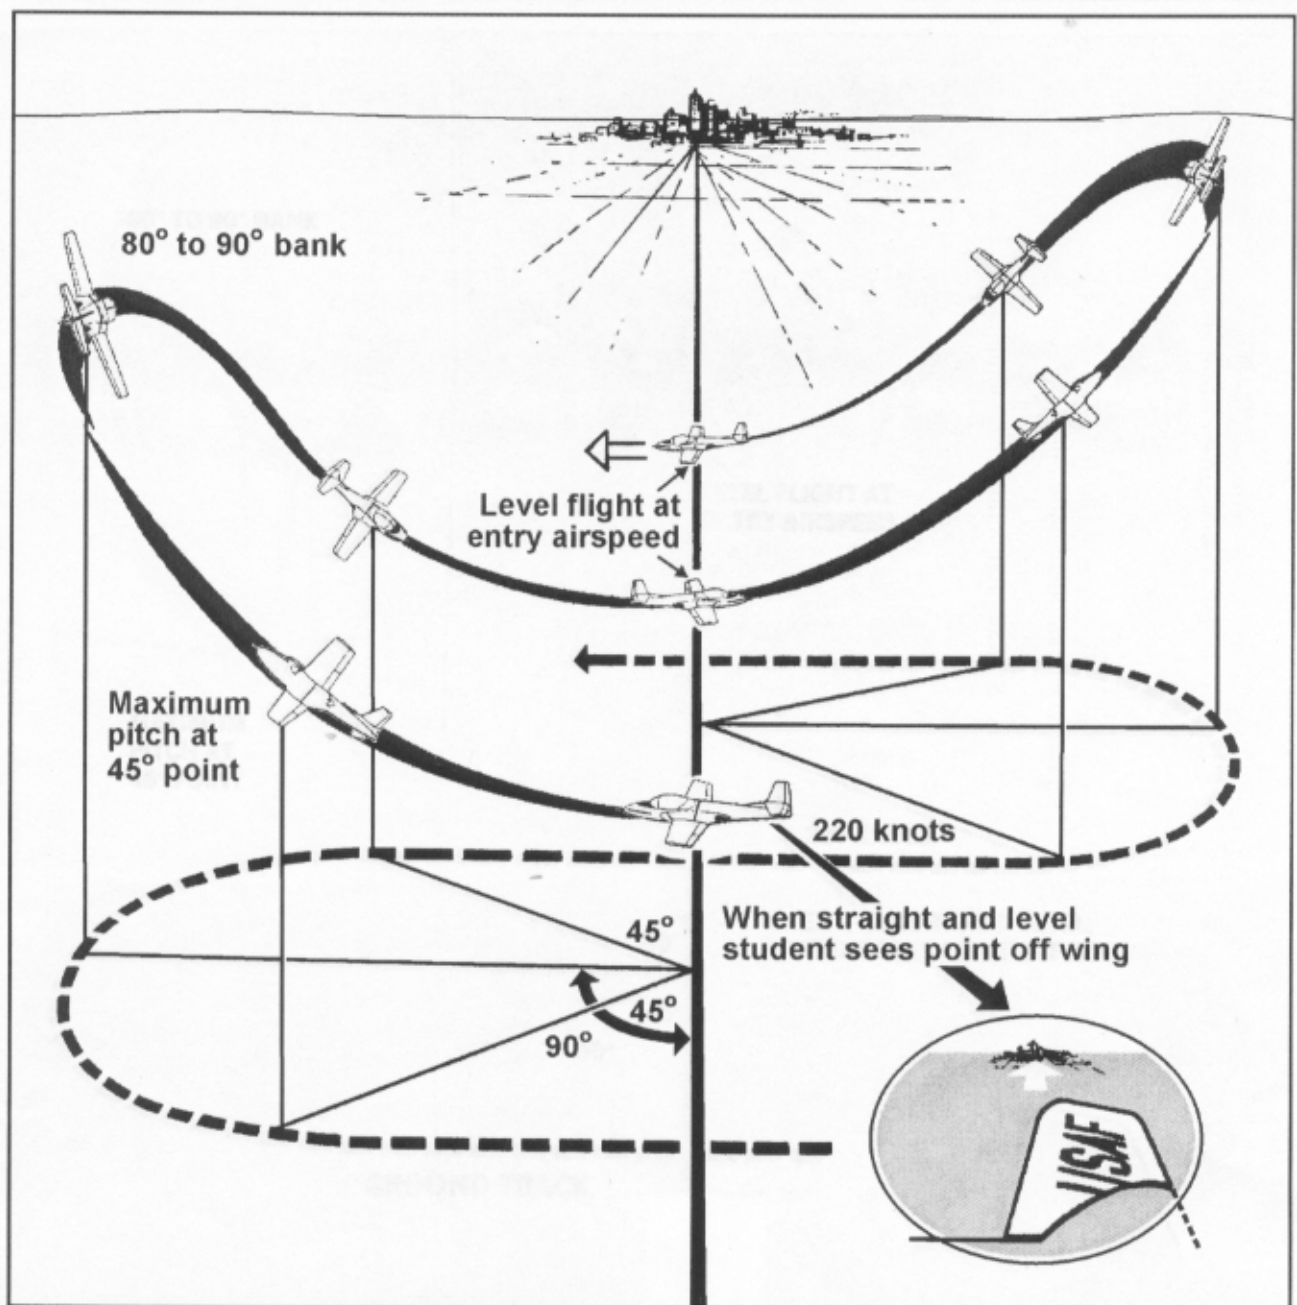 80° to 90° bank
Level flight at
entry airspeed
Maximum
pitch at
45° point
220 knots
When straight and level
student sees point off wing
45°
45°
90°
USAF